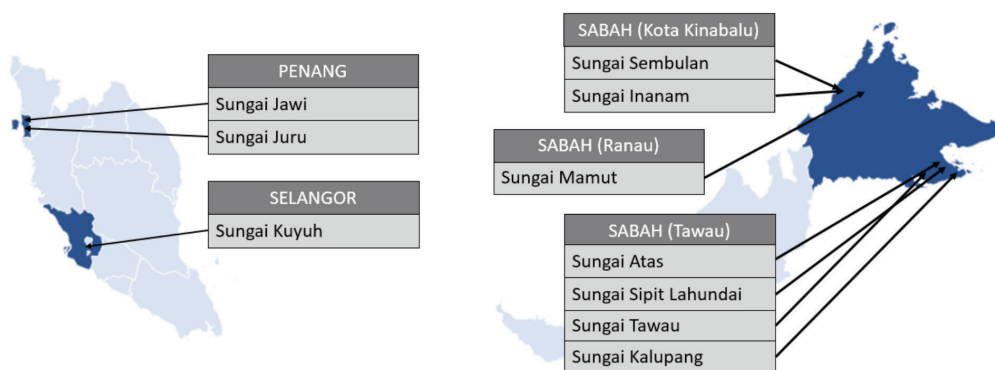 PENANG
Sungai Jawi
Sungai Juru
SELANGOR
Sungai Kuyuh
SABAH (Kota Kinabalu)
Sungai Sembulan
Sungai Inanam
SABAH (Ranau)
Sungai Mamut
SABAH (Tawau)
Sungai Atas
Sungai Sipit Lahundai
Sungai Tawau
Sungai Kalupang